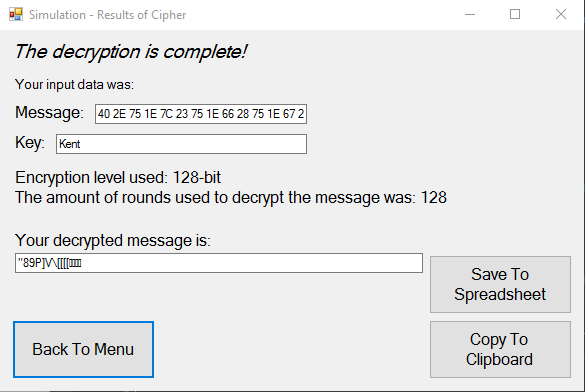 Simulation - Results of Cipher
The decryption is complete!
Your input data was:
Message: 40 2E 75 1E 7C 23 75 1E 66 28 75 1E 67 2
Key: Kent
Encryption level used: 128-bit
The amount of rounds used to decrypt the message was: 128
Your decrypted message is:
"89P]V\[[[[▯▯▯▯
Save To
Spreadsheet
Back To Menu
Copy To
Clipboard